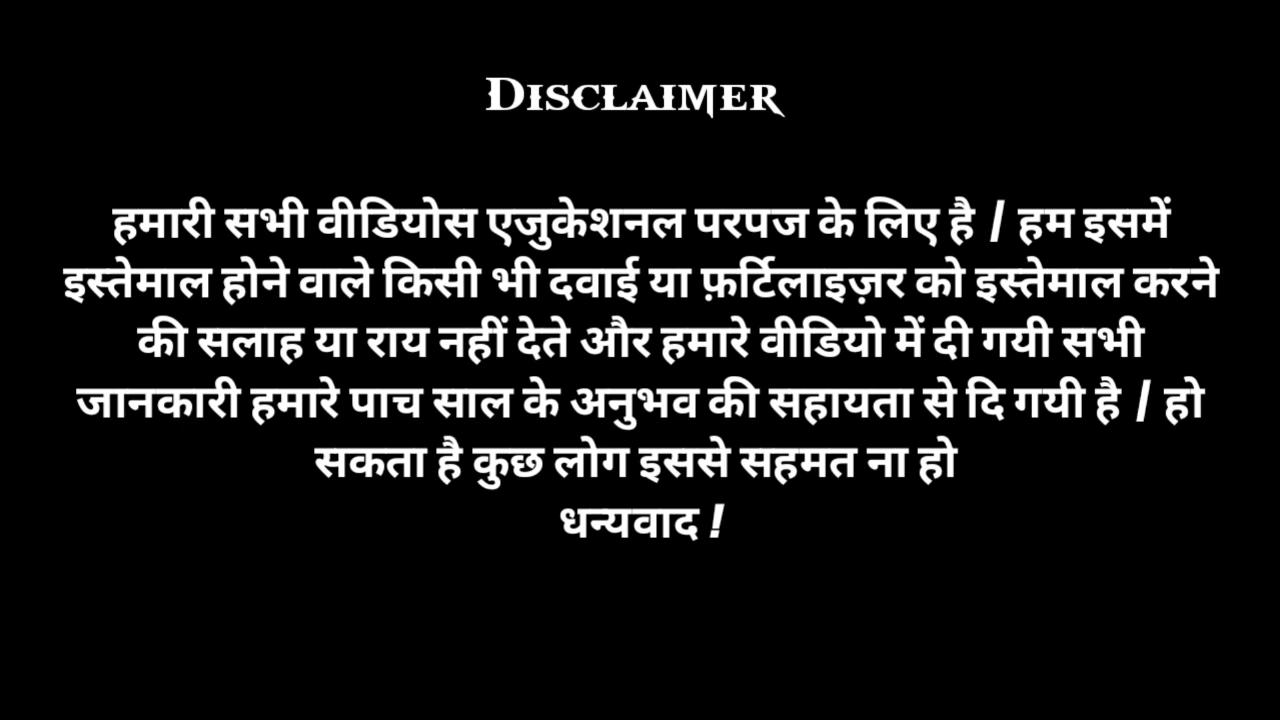 Disclaimer
हमारी सभी वीडियोस एजुकेशनल परपज के लिए है / हम इसमें
इस्तेमाल होने वाले किसी भी दवाई या फ़र्टिलाइज़र को इस्तेमाल करने
की सलाह या राय नहीं देते और हमारे वीडियो में दी गयी सभी
जानकारी हमारे पाच साल के अनुभव की सहायता से दि गयी है / हो
सकता है कुछ लोग इससे सहमत ना हो
धन्यवाद !